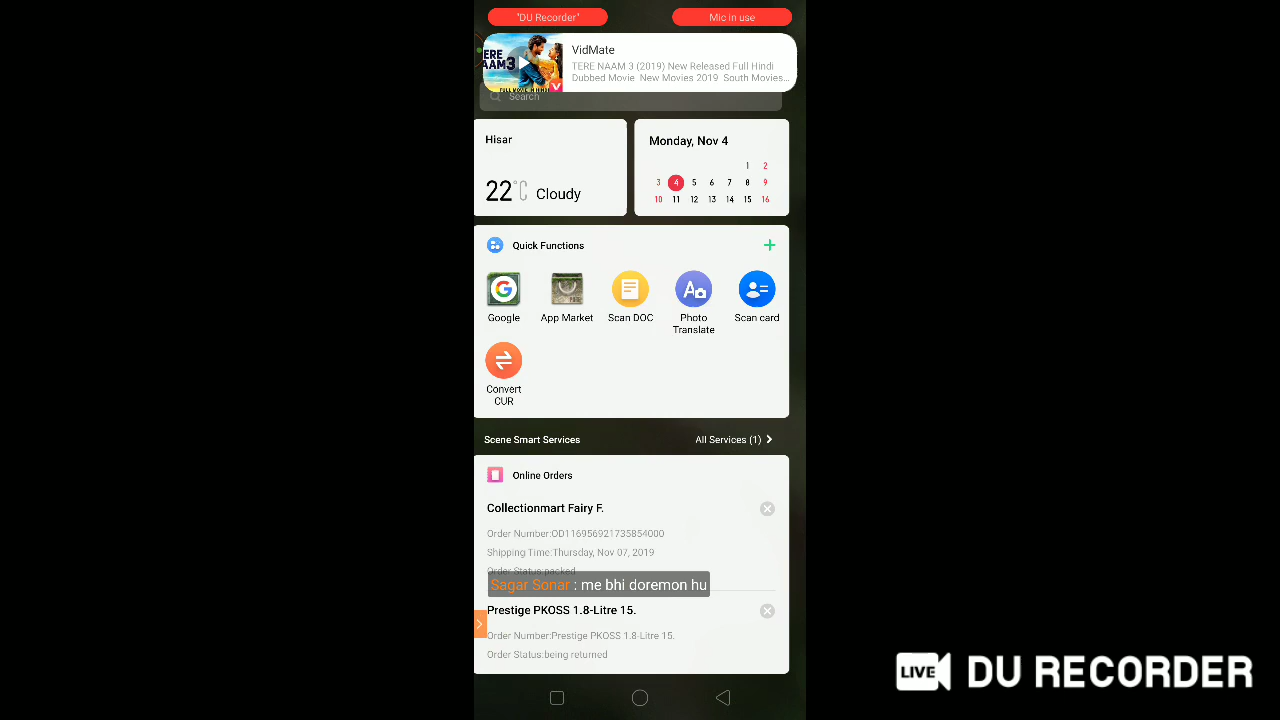 "DU Recorder"
Mic in use
VidMate
TERE NAAM 3 (2019) New Released Full Hindi
Dubbed Movie New Movies 2019 South Movies...
Search
Hisar
22°C Cloudy
Monday, Nov 4
1 2
3 4 5 6 7 8 9
10 11 12 13 14 15 16
Quick Functions
Google
App Market
Scan DOC
Photo
Translate
Scan card
Convert
CUR
Scene Smart Services
All Services (1)
Online Orders
Collectionmart Fairy F.
Order Number:OD116956921735854000
Shipping Time:Thursday, Nov 07, 2019
Order Status:packed
Sagar Sonar : me bhi doremon hu
Prestige PKOSS 1.8-Litre 15.
Order Number:Prestige PKOSS 1.8-Litre 15.
Order Status:being returned
LIVE DU RECORDER